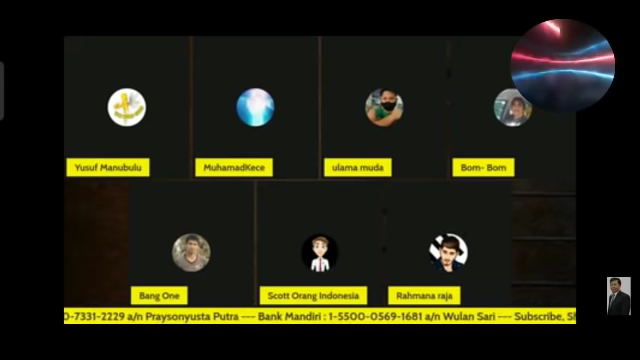 Yusuf Manubulu
MuhamadKece
ulama muda
Bom- Bom
Bang One
Scott Orang Indonesia
Rahmana raja
0-7331-2229 a/n Praysonyusta Putra --- Bank Mandiri : 1-5500-0569-1681 a/n Wulan Sari --- Subscribe, Sh